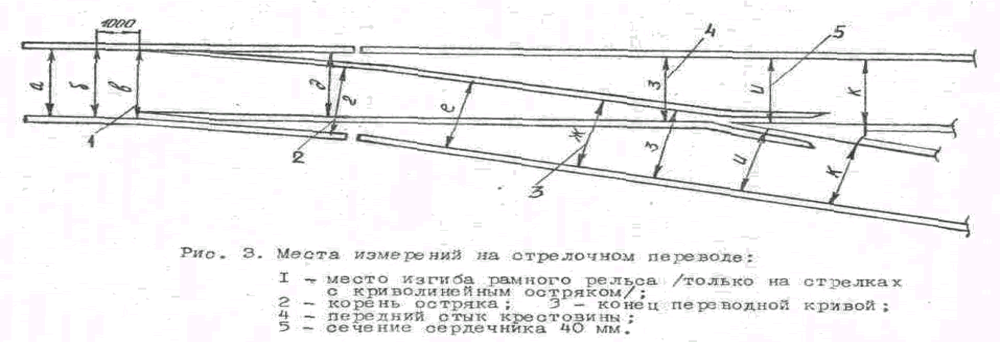 1000
4
5
а
б
в
д
г
е
ж
з
и
к
з
и
к
1
2
3
Рис. 3. Места измерений на стрелочном переводе:
I – место изгиба рамного рельса /только на стрелках
с криволинейным остряком/;
2 – корень остряка; 3 – конец переводной кривой;
4 – передний стык крестовины;
5 – сечение сердечника 40 мм.